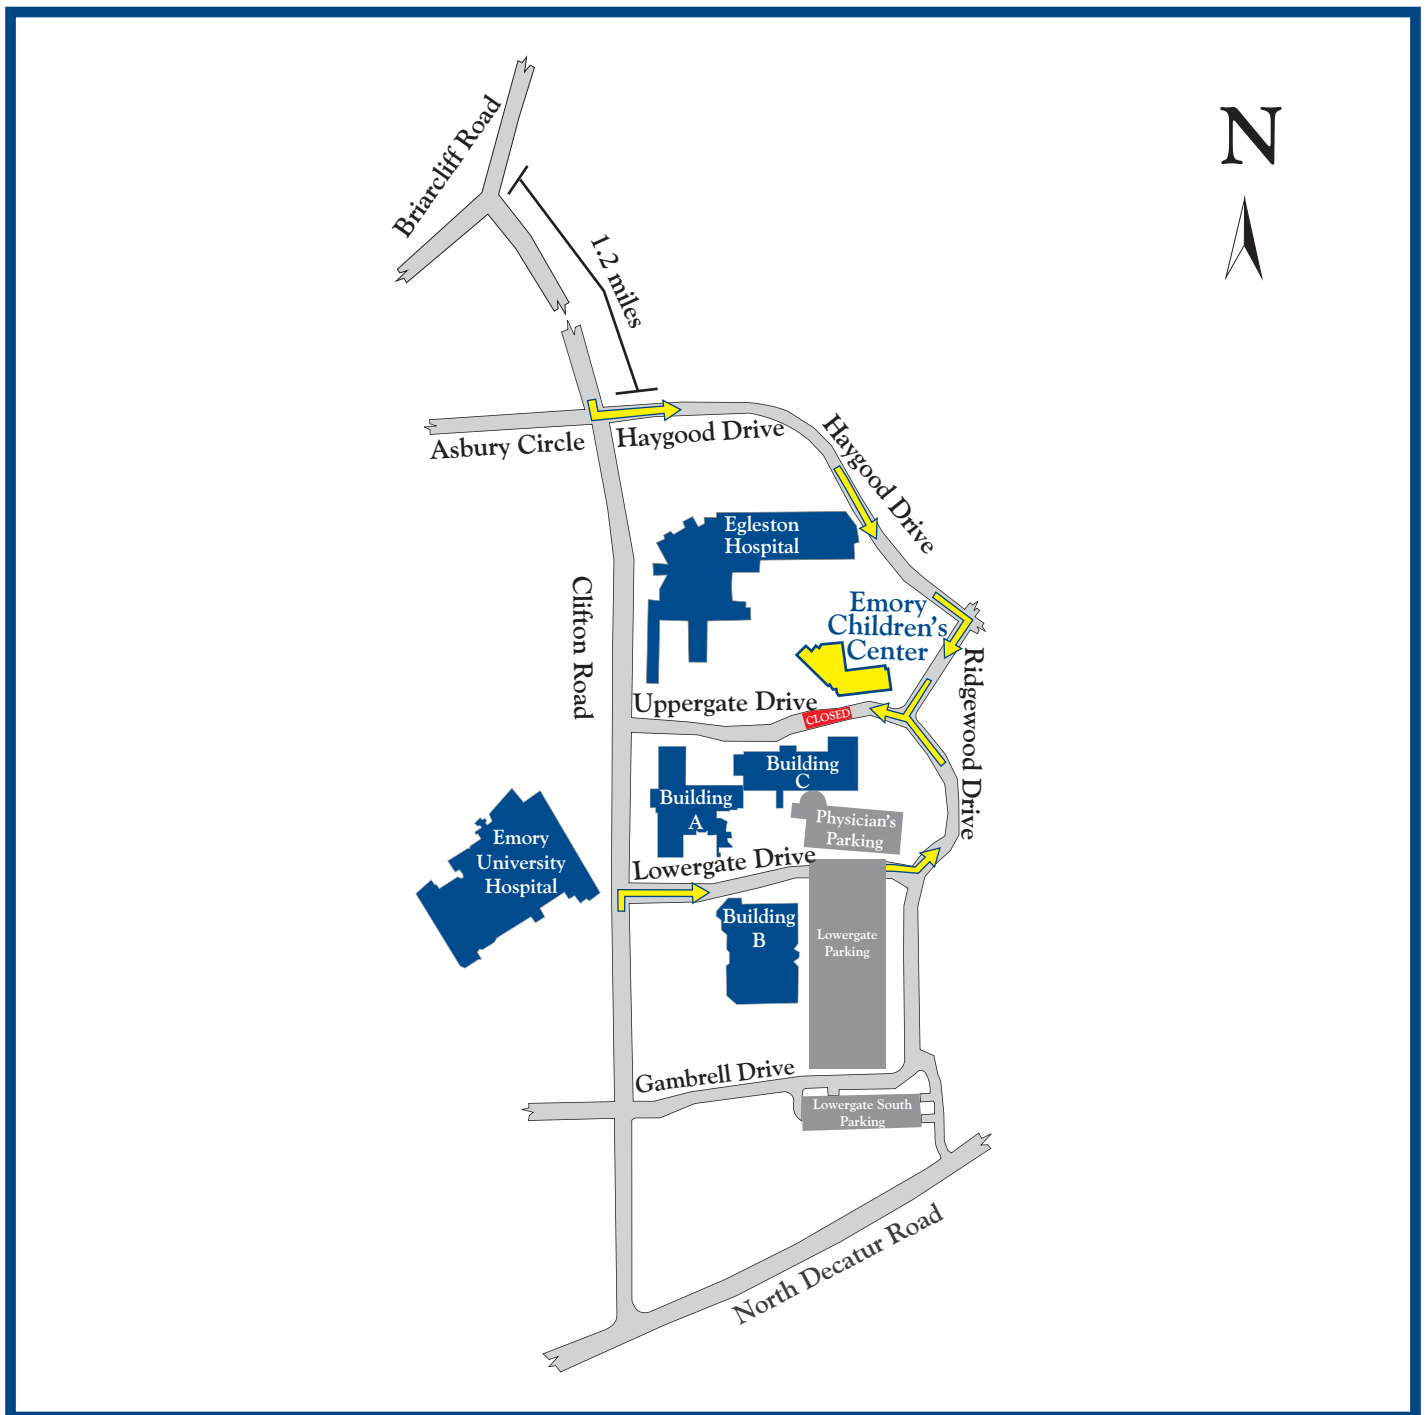 N
Briarcliff Road
1.2 miles
Asbury Circle
Haygood Drive
Haygood Drive
Egleston
Hospital
Clifton Road
Emory
Children's
Center
Ridgewood Drive
Uppergate Drive
CLOSED
Building
C
Building
A
Physician's
Parking
Emory
University
Hospital
Lowergate Drive
Building
B
Lowergate
Parking
Gambrell Drive
Lowergate South
Parking
North Decatur Road